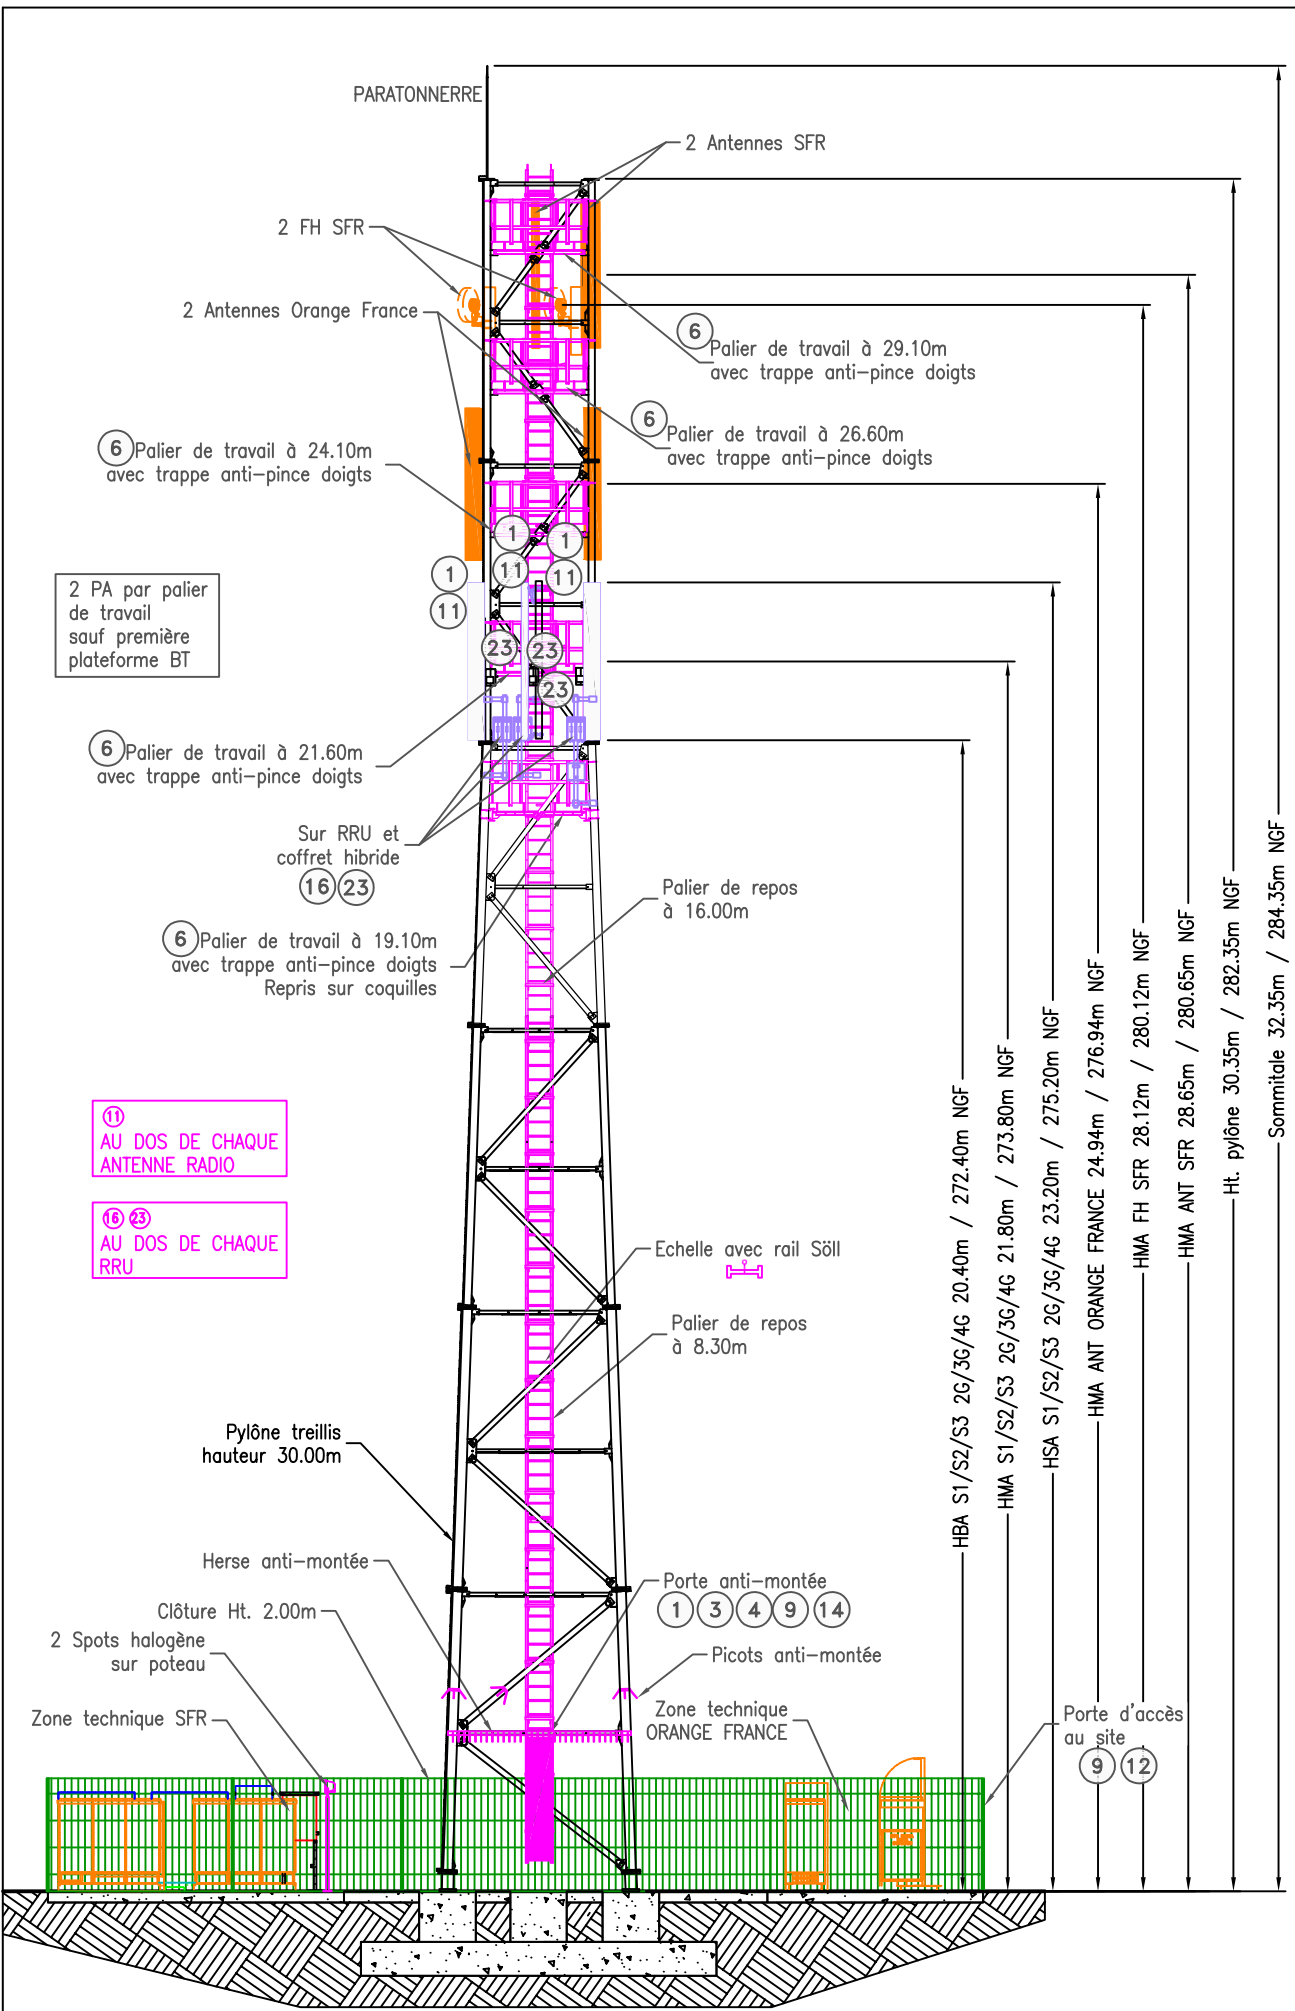 PARATONNERRE
2 Antennes SFR
2 FH SFR
2 Antennes Orange France
6
Palier de travail à 29.10m
avec trappe anti-pince doigts
6
Palier de travail à 26.60m
avec trappe anti-pince doigts
6
Palier de travail à 24.10m
avec trappe anti-pince doigts
1
1
11
11
1
11
2 PA par palier
de travail
sauf première
plateforme BT
23
23
23
6
Palier de travail à 21.60m
avec trappe anti-pince doigts
Sur RRU et
coffret hibride
16 23
Palier de repos
à 16.00m
6
Palier de travail à 19.10m
avec trappe anti-pince doigts
Repris sur coquilles
11
AU DOS DE CHAQUE
ANTENNE RADIO
16 23
AU DOS DE CHAQUE
RRU
Echelle avec rail Söll
Palier de repos
à 8.30m
Pylône treillis
hauteur 30.00m
Herse anti-montée
Clôture Ht. 2.00m
2 Spots halogène
sur poteau
Zone technique SFR
Porte anti-montée
1 3 4 9 14
Picots anti-montée
Zone technique
ORANGE FRANCE
Porte d'accès
au site
9 12
HBA S1/S2/S3 2G/3G/4G 20.40m / 272.40m NGF
HMA S1/S2/S3 2G/3G/4G 21.80m / 273.80m NGF
HSA S1/S2/S3 2G/3G/4G 23.20m / 275.20m NGF
HMA ANT ORANGE FRANCE 24.94m / 276.94m NGF
HMA FH SFR 28.12m / 280.12m NGF
HMA ANT SFR 28.65m / 280.65m NGF
Ht. pylône 30.35m / 282.35m NGF
Sommitale 32.35m / 284.35m NGF